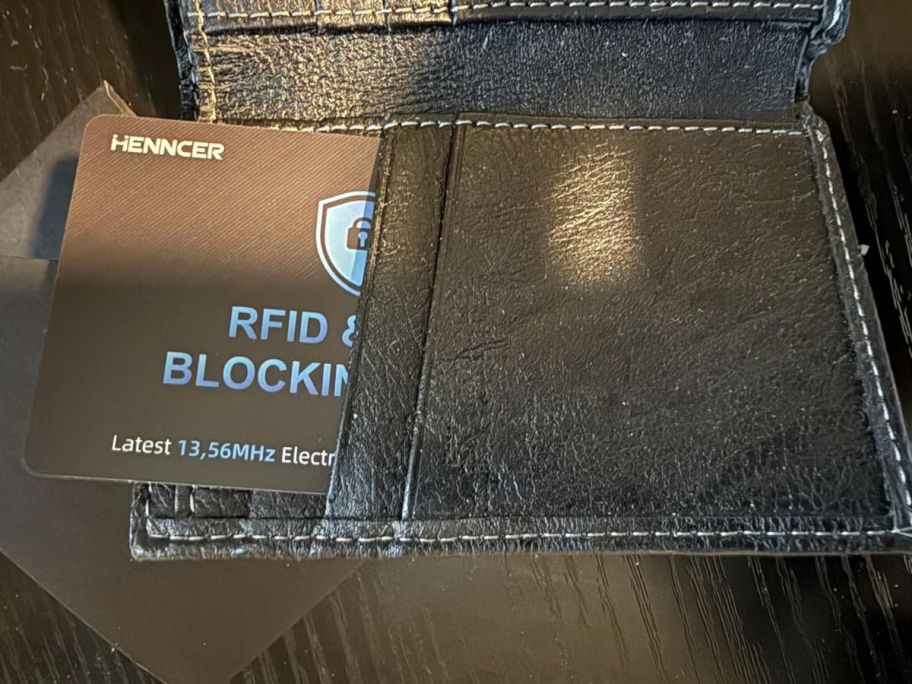 HENNCER
RFID &
BLOCKIN
Latest 13,56MHz Electr